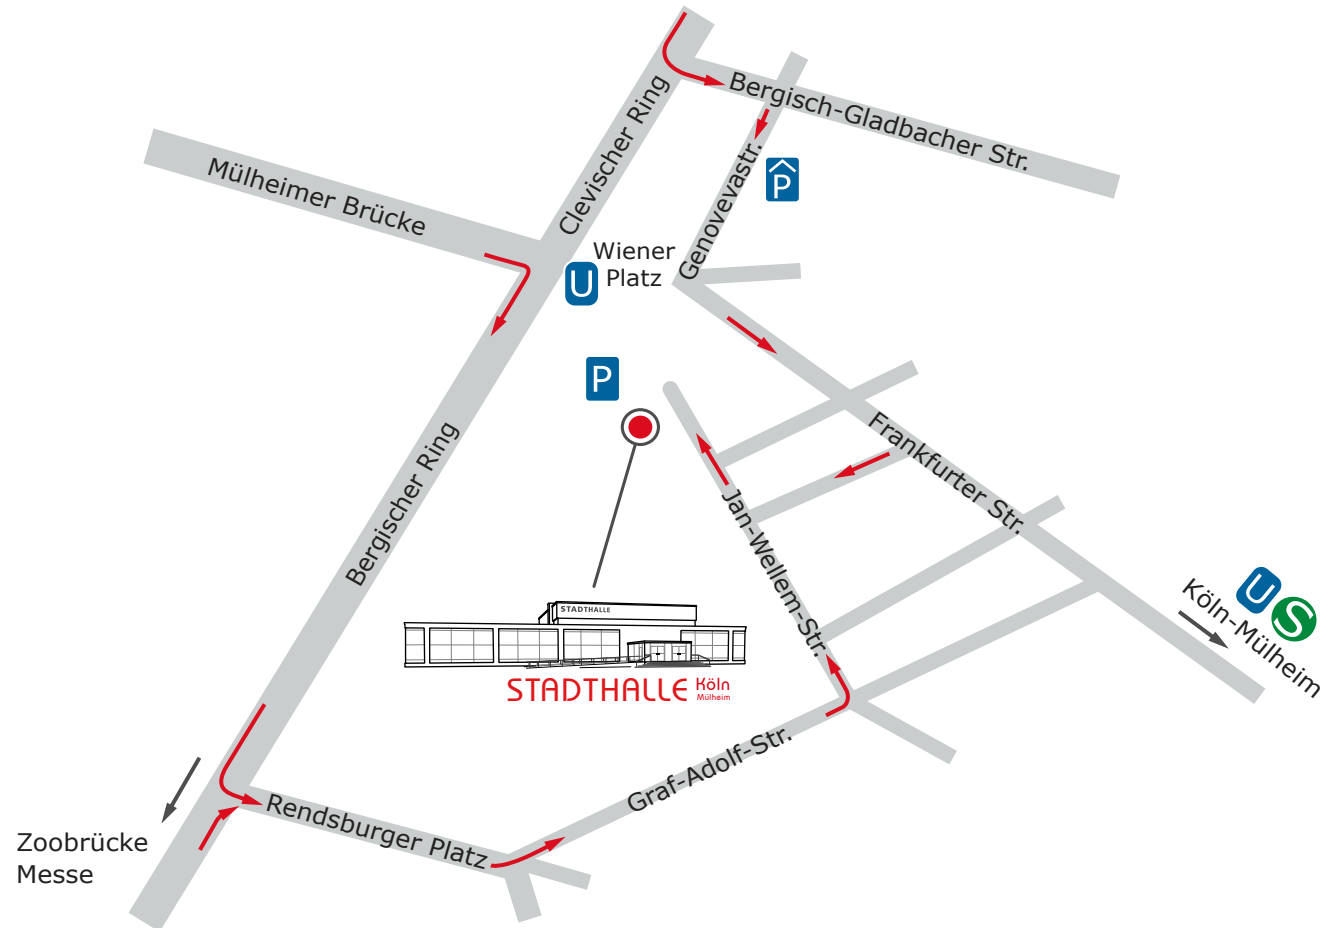 Bergisch-Gladbacher Str.
Clevischer Ring
Mülheimer Brücke
Genovevastr.
P
Wiener
Platz
U
P
Frankfurter Str.
Bergischer Ring
Jan-Wellem-Str.
U
S
Köln-Mülheim
STADTHALLE
STADTHALLE Köln
Mülheim
Graf-Adolf-Str.
Rendsburger Platz
Zoobrücke
Messe